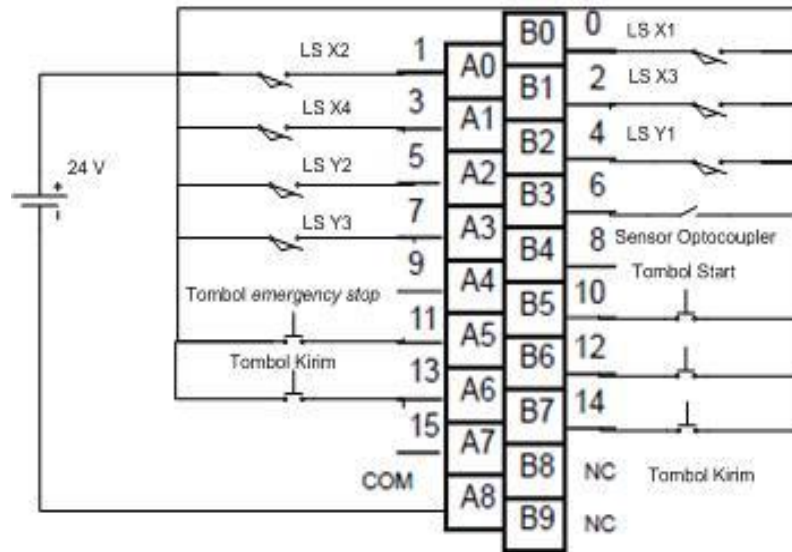 LS X2 1 A0 B0 0 LS X1
LS X4 3 A1 B1 2 LS X3
24 V
+
-
LS Y2 5 A2 B2 4 LS Y1
LS Y3 7 A3 B3 6
Sensor Optocoupler
9 A4 B4 8
Tombol Start
Tombol emergency stop
11 A5 B5 10
Tombol Kirim
13 A6 B6 12
15 A7 B7 14
COM A8 B8 NC Tombol Kirim
B9 NC